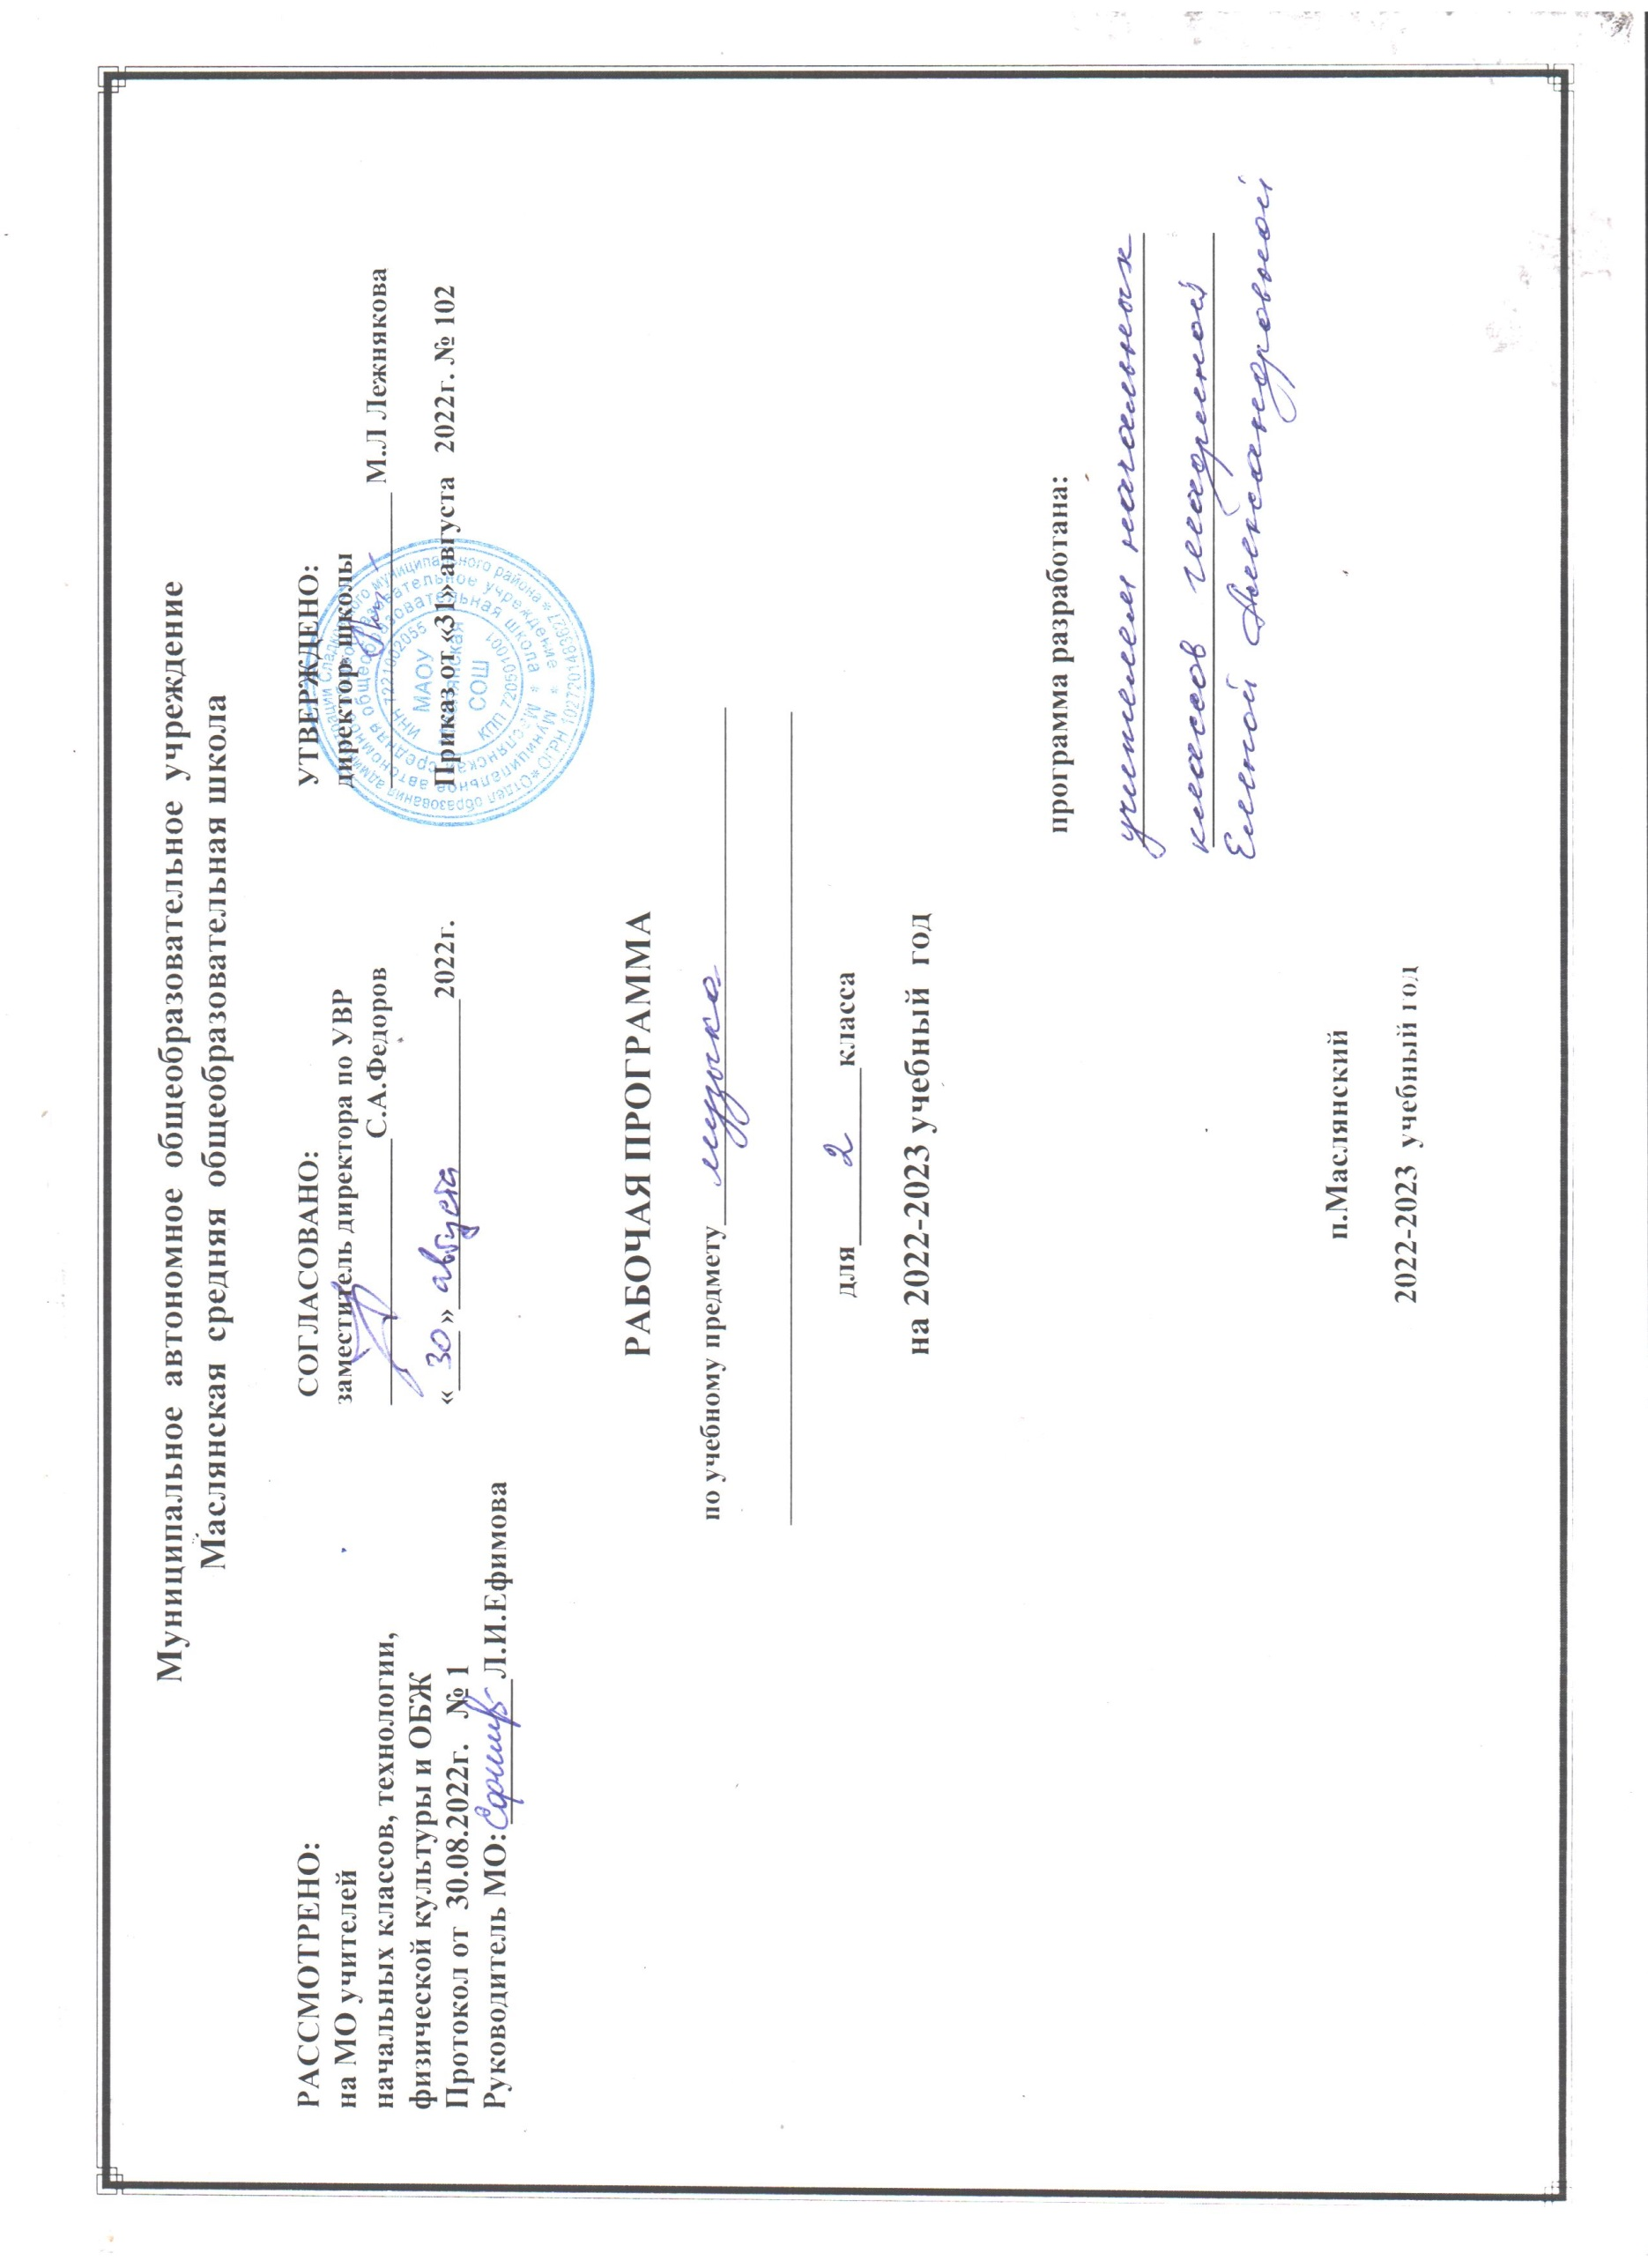 Муниципальное автономное общеобразовательное учреждение
Маслянская средняя общеобразовательная школа
РАССМОТРЕНО:
на МО учителей
начальных классов, технологии,
физической культуры и ОБЖ
Протокол от 30.08.2022г. № 1
Руководитель МО: Л.И.Ефимова
СОГЛАСОВАНО:
заместитель директора по УВР
С.А.Федоров
« 30 » августа 2022г.
УТВЕРЖДЕНО:
директор школы
М.Л Лежнякова
Приказ от «31» августа 2022г. № 102
МАОУ
СОШ
РАБОЧАЯ ПРОГРАММА
по учебному предмету музыка
для 2 класса
на 2022-2023 учебный год
программа разработана:
учителем начальных
классов
Еленой Александровной
п.Маслянский
2022-2023 учебный год